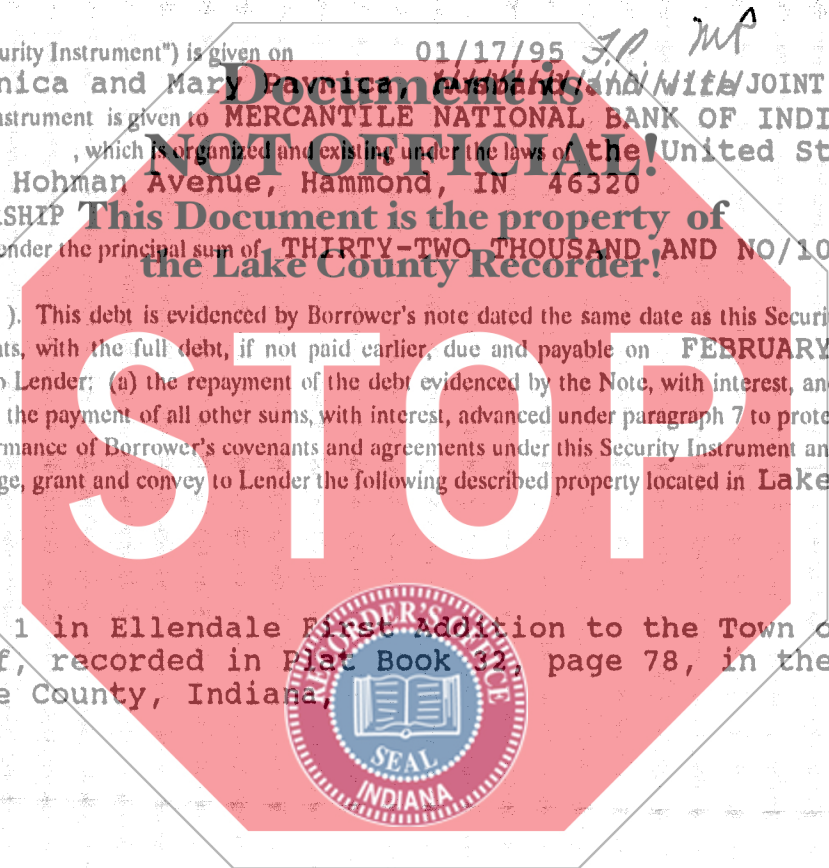 urity Instrument") is given on 01/17/95 J.P. MP
nica and Mary Pavnica, husband and wife JOINT
Document is
nstrument is given to MERCANTILE NATIONAL BANK OF INDI
NOT OFFICIAL!
, which is organized and existing under the laws of the United St
Hohman Avenue, Hammond, IN 46320
RSHIP
This Document is the property of
ender the principal sum of THIRTY-TWO THOUSAND AND NO/10
the Lake County Recorder!
). This debt is evidenced by Borrower's note dated the same date as this Securi
nts, with the full debt, if not paid earlier, due and payable on FEBRUARY
o Lender: (a) the repayment of the debt evidenced by the Note, with interest, an
the payment of all other sums, with interest, advanced under paragraph 7 to prote
rmance of Borrower's covenants and agreements under this Security Instrument an
ge, grant and convey to Lender the following described property located in Lake
STOP
1 in Ellendale First Addition to the Town o
f, recorded in Plat Book 32, page 78, in the
e County, Indiana,
SEAL
INDIANA